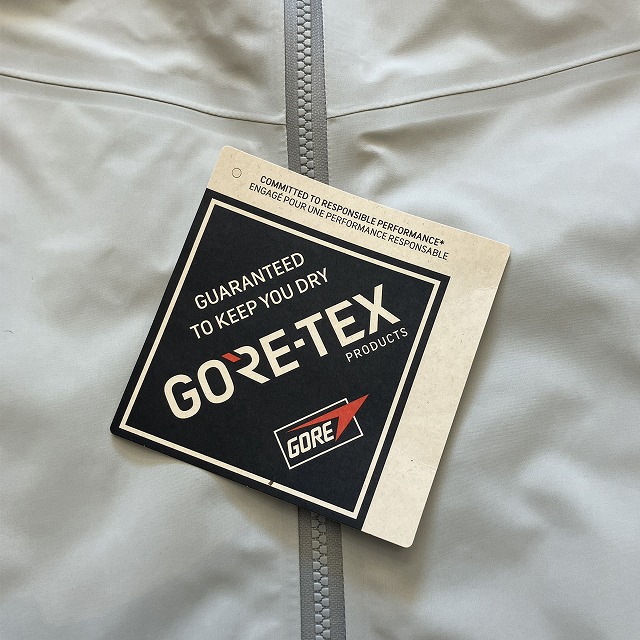 COMMITTED TO RESPONSIBLE PERFORMANCE*
ENGAGÉ POUR UNE PERFORMANCE RESPONSABLE
GUARANTEED
TO KEEP YOU DRY
GORE-TEX
PRODUCTS
GORE